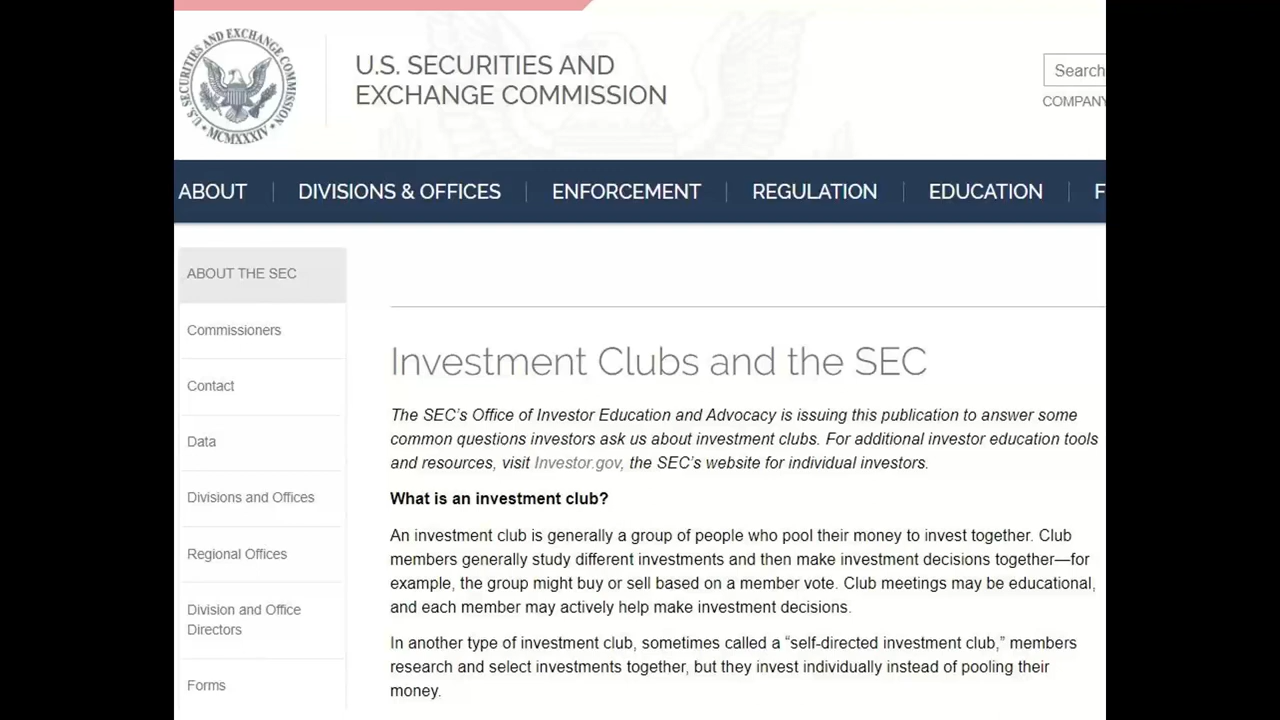 U.S. SECURITIES AND EXCHANGE COMMISSION
MCMXXXIV
U.S. SECURITIES AND
EXCHANGE COMMISSION
Search
COMPANY
ABOUT
DIVISIONS & OFFICES
ENFORCEMENT
REGULATION
EDUCATION
F
ABOUT THE SEC
Commissioners
Contact
Data
Divisions and Offices
Regional Offices
Division and Office
Directors
Forms
Investment Clubs and the SEC
The SEC's Office of Investor Education and Advocacy is issuing this publication to answer some
common questions investors ask us about investment clubs. For additional investor education tools
and resources, visit Investor.gov, the SEC's website for individual investors.
What is an investment club?
An investment club is generally a group of people who pool their money to invest together. Club
members generally study different investments and then make investment decisions together—for
example, the group might buy or sell based on a member vote. Club meetings may be educational,
and each member may actively help make investment decisions.
In another type of investment club, sometimes called a “self-directed investment club,” members
research and select investments together, but they invest individually instead of pooling their
money.